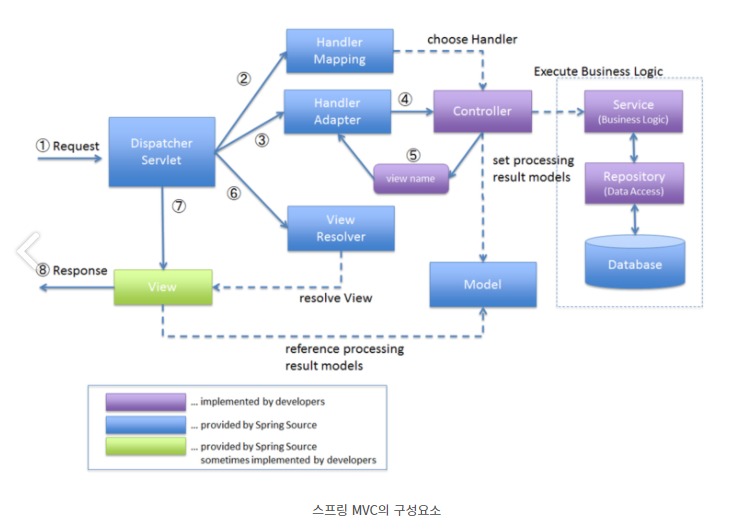 Handler
Mapping
choose Handler
②
Execute Business Logic
Handler
Adapter
④
Controller
Service
(Business Logic)
① Request
Dispatcher
Servlet
③
⑤
view name
set processing
result models
Repository
(Data Access)
⑥
⑦
View
Resolver
Database
⑧ Response
View
resolve View
Model
reference processing
result models
... implemented by developers
... provided by Spring Source
... provided by Spring Source
sometimes implemented by developers
스프링 MVC의 구성요소